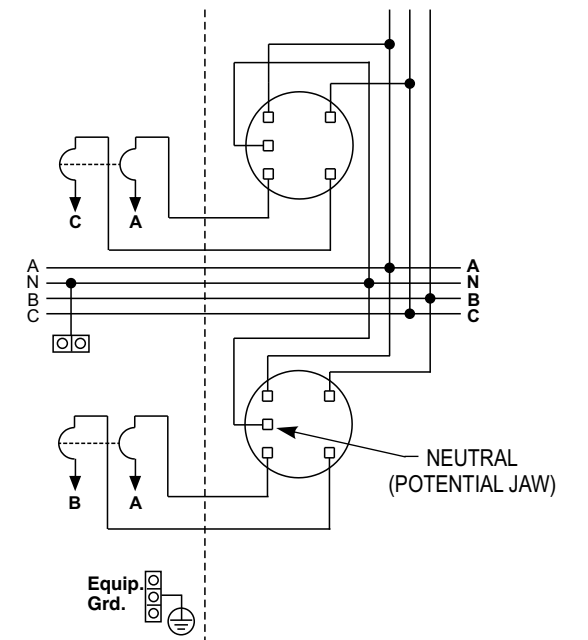 C A
A A
N N
B B
C C
NEUTRAL
(POTENTIAL JAW)
B A
Equip.
Grd.